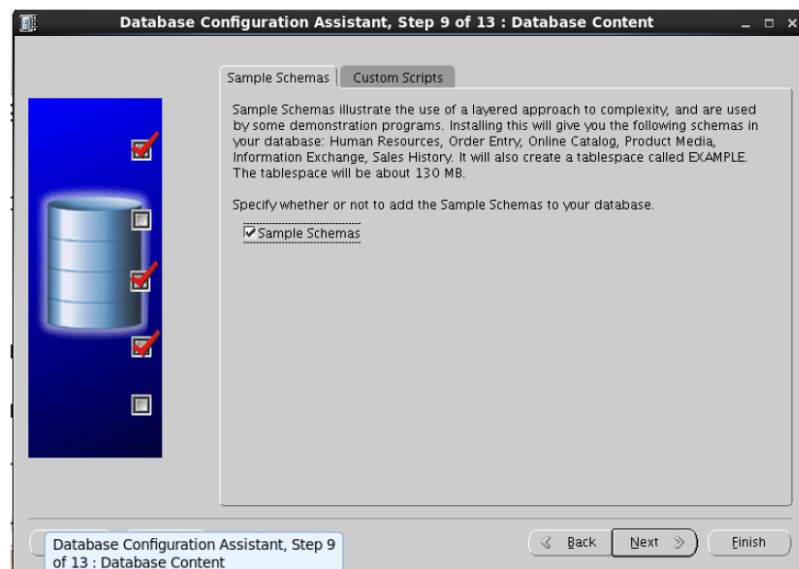 Database Configuration Assistant, Step 9 of 13 : Database Content
Sample Schemas
Custom Scripts
Sample Schemas illustrate the use of a layered approach to complexity, and are used
by some demonstration programs. Installing this will give you the following schemas in
your database: Human Resources, Order Entry, Online Catalog, Product Media,
Information Exchange, Sales History. It will also create a tablespace called EXAMPLE.
The tablespace will be about 130 MB.
Specify whether or not to add the Sample Schemas to your database.
Sample Schemas
Back
Next
Finish
Database Configuration Assistant, Step 9
of 13 : Database Content